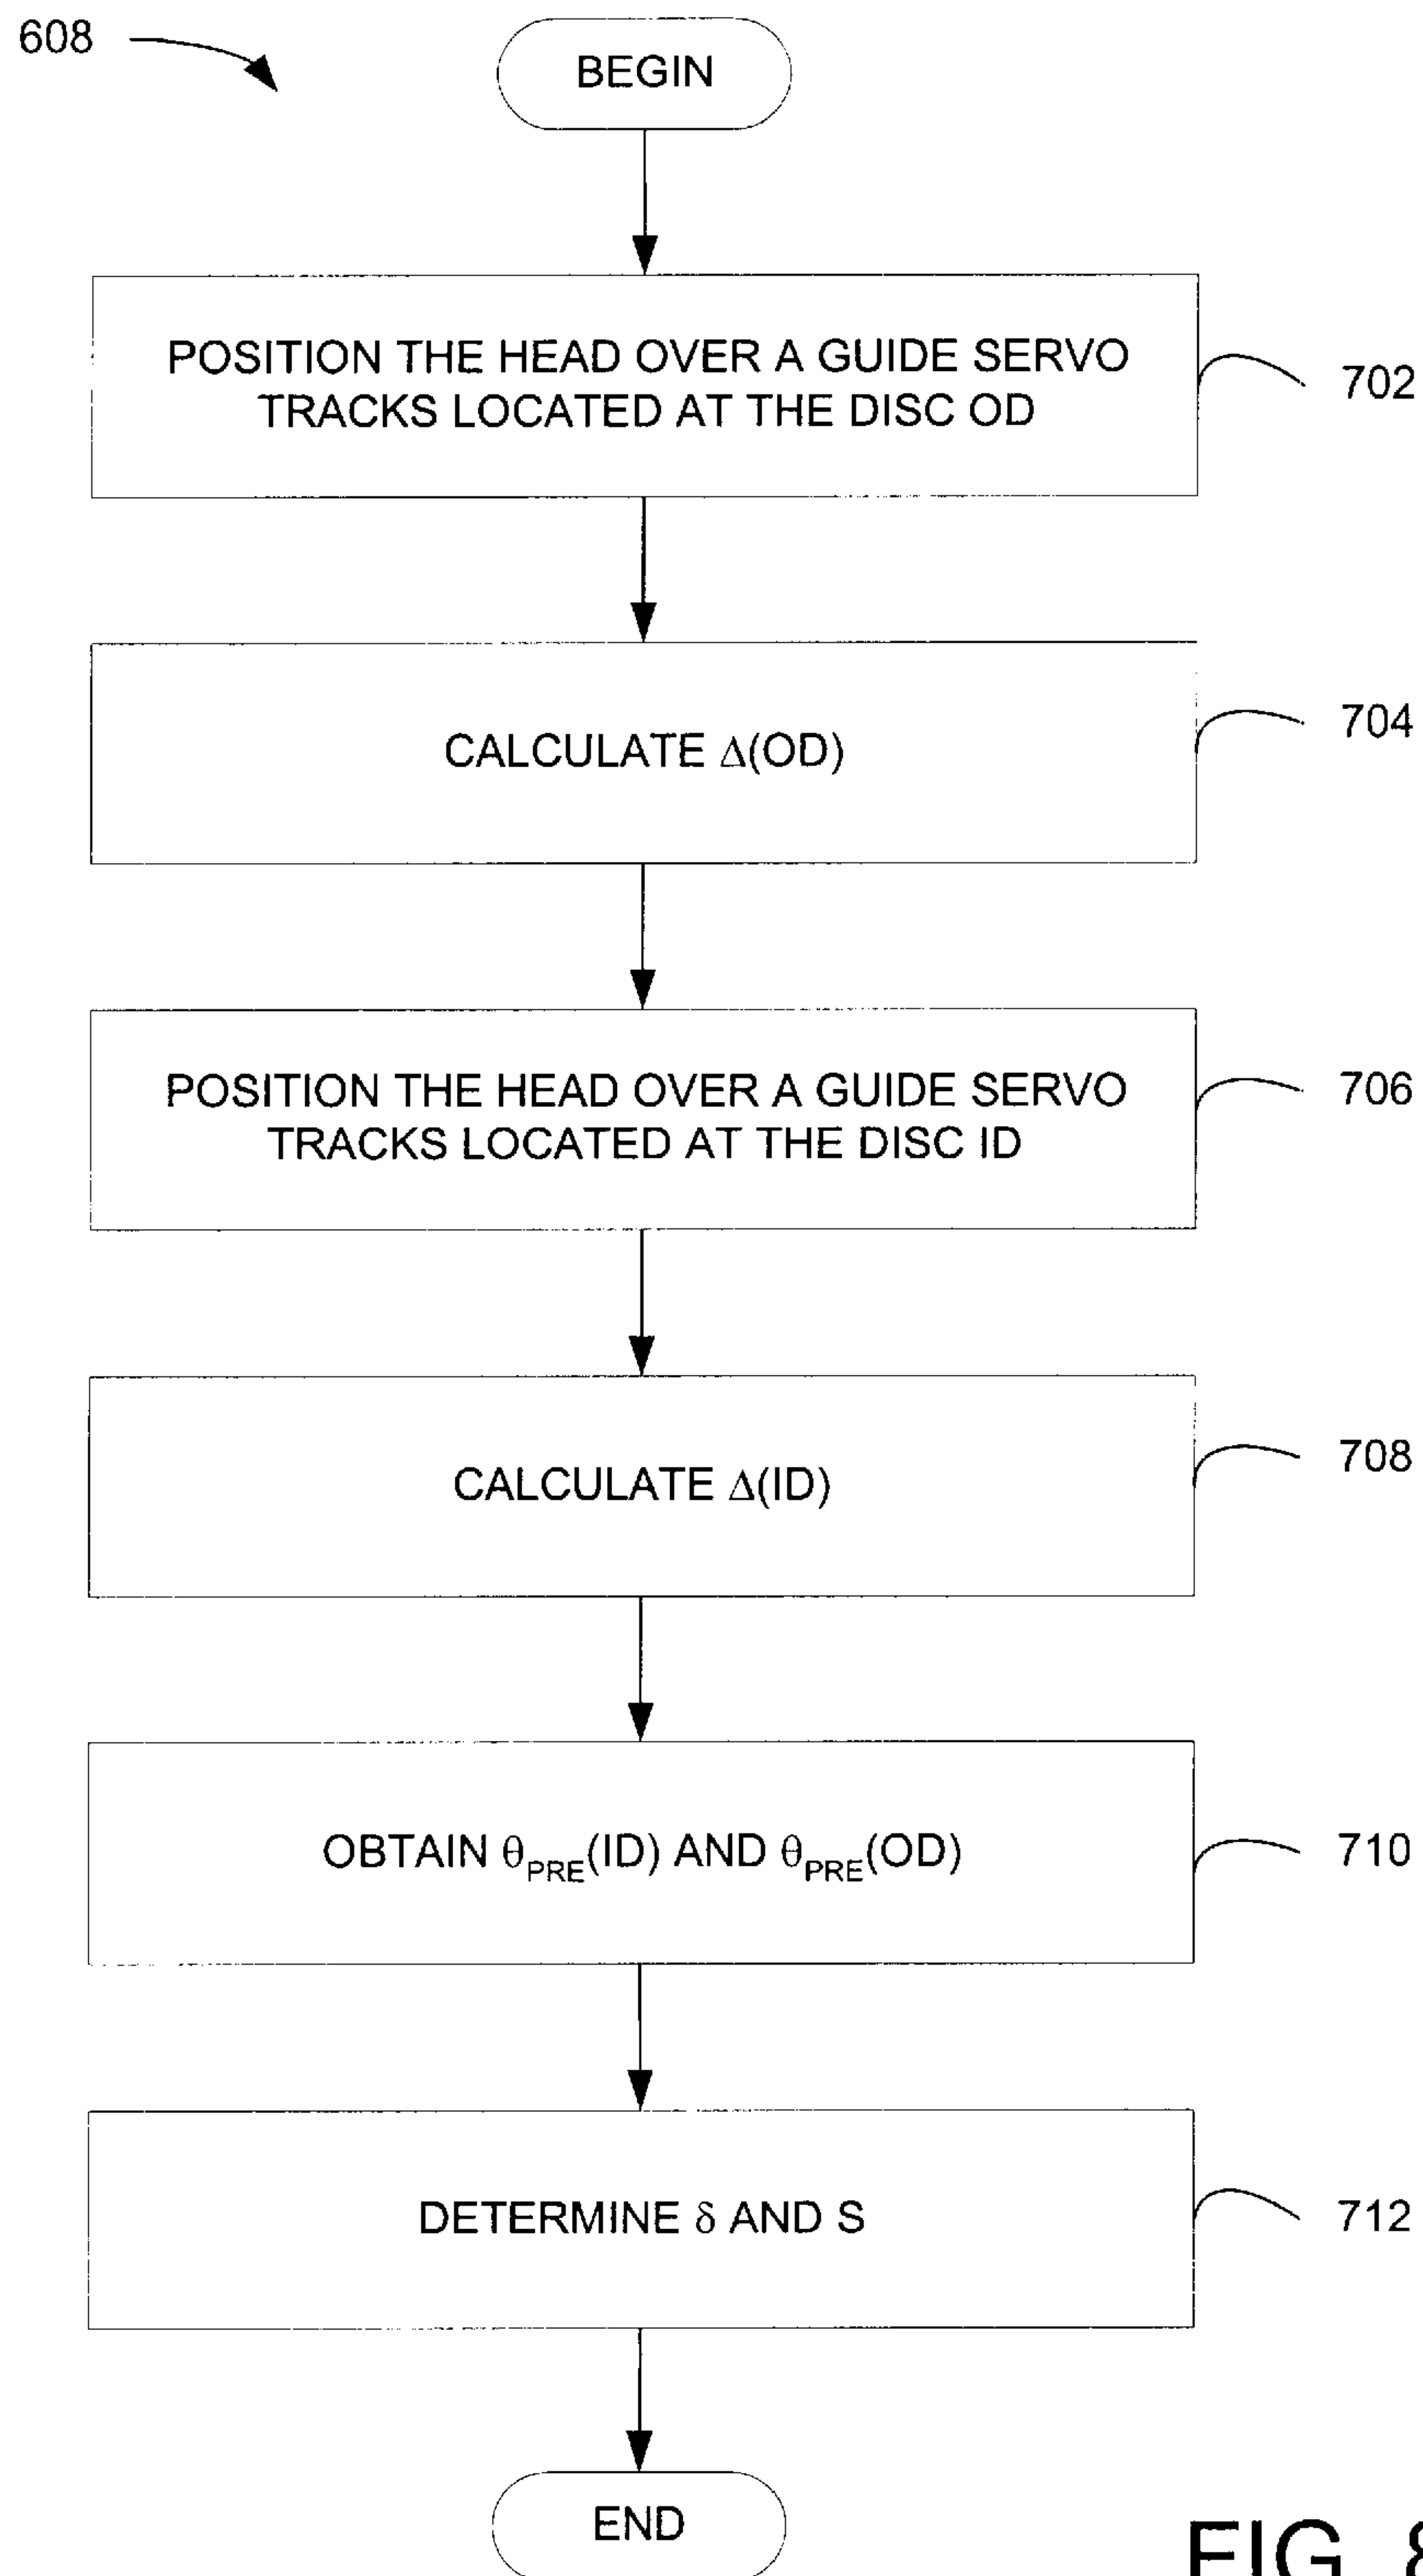 608
BEGIN
POSITION THE HEAD OVER A GUIDE SERVO
TRACKS LOCATED AT THE DISC OD
702
CALCULATE Δ(OD)
704
POSITION THE HEAD OVER A GUIDE SERVO
TRACKS LOCATED AT THE DISC ID
706
CALCULATE Δ(ID)
708
OBTAIN θPRE(ID) AND θPRE(OD)
710
DETERMINE δ AND S
712
END
FIG. 8